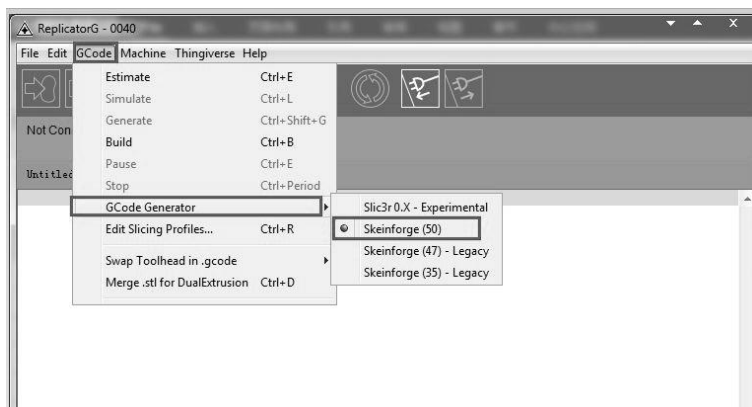 ReplicatorG - 0040
File Edit GCode Machine Thingiverse Help
Estimate Ctrl+E
Simulate Ctrl+L
Generate Ctrl+Shift+G
Not Con
Build Ctrl+B
Pause Ctrl+E
Untitled
Stop Ctrl+Period
GCode Generator
Slic3r 0.X - Experimental
Edit Slicing Profiles... Ctrl+R
Skeinforge (50)
Skeinforge (47) - Legacy
Swap Toolhead in .gcode
Skeinforge (35) - Legacy
Merge .stl for DualExtrusion Ctrl+D